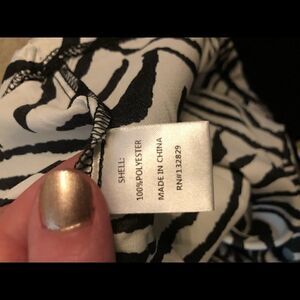 SHELL:
100%POLYESTER
MADE IN CHINA
RN#132829